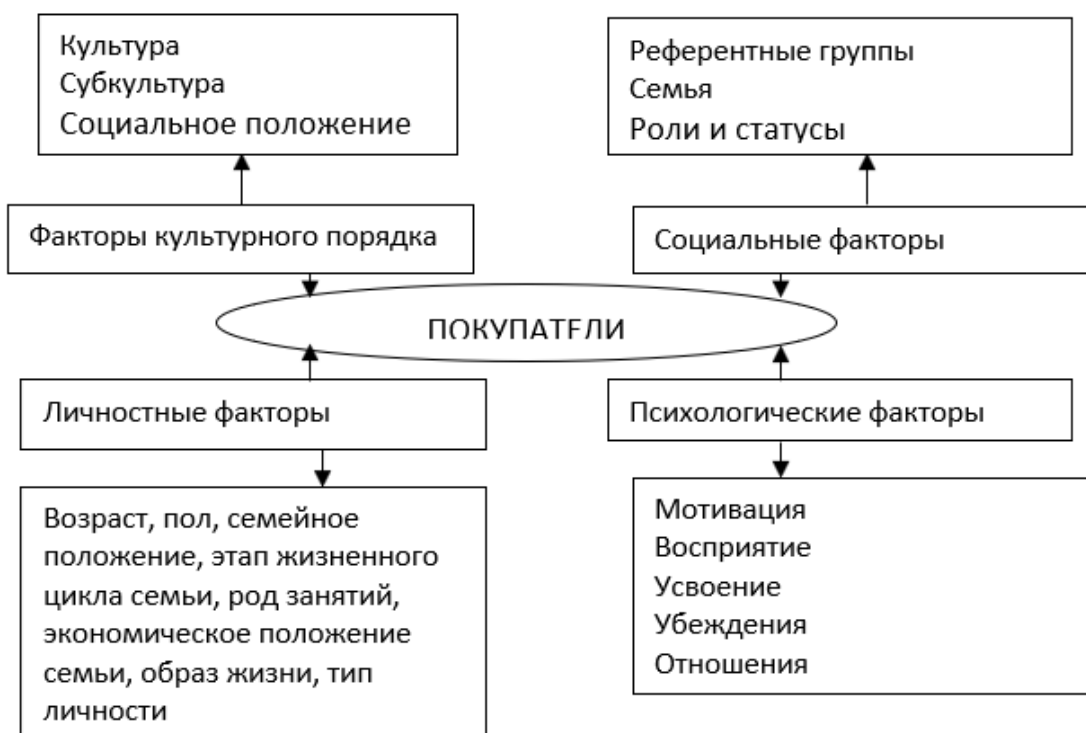 Культура
Субкультура
Социальное положение
Референтные группы
Семья
Роли и статусы
Факторы культурного порядка
Социальные факторы
ПОКУПАТЕЛИ
Личностные факторы
Психологические факторы
Возраст, пол, семейное
положение, этап жизненного
цикла семьи, род занятий,
экономическое положение
семьи, образ жизни, тип
личности
Мотивация
Восприятие
Усвоение
Убеждения
Отношения